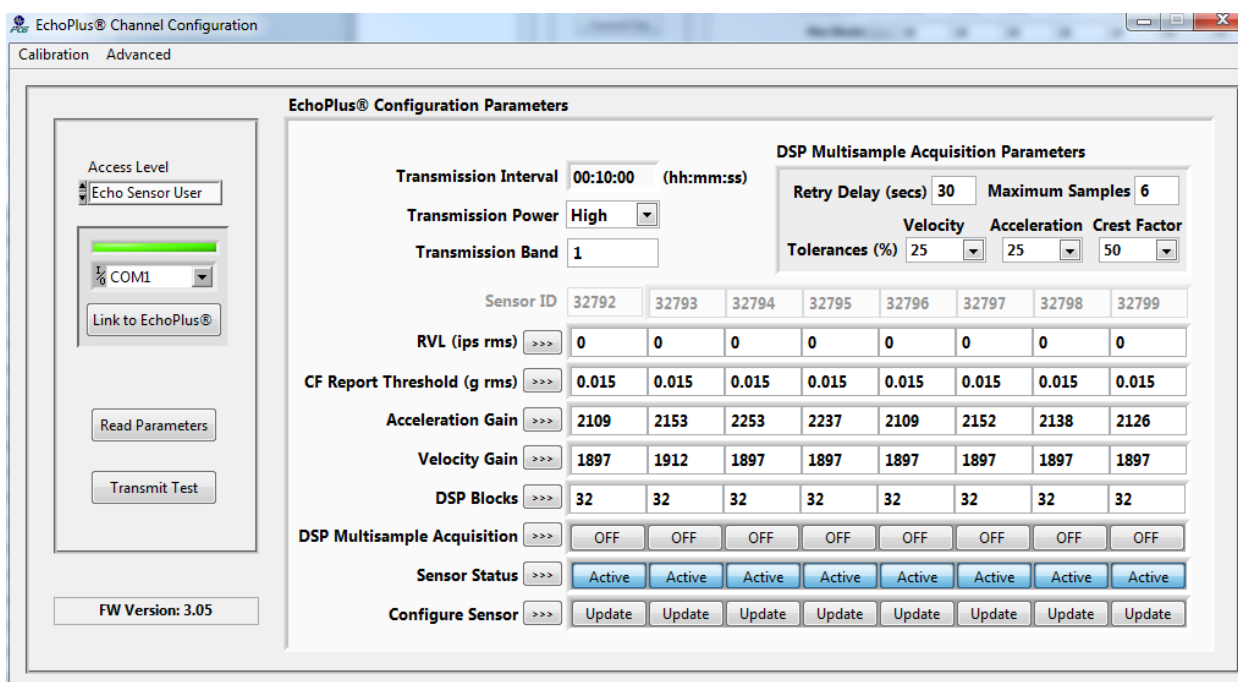 EchoPlus® Channel Configuration
Calibration Advanced
EchoPlus® Configuration Parameters
Access Level
Echo Sensor User
COM1
Link to EchoPlus®
Read Parameters
Transmit Test
FW Version: 3.05
Transmission Interval 00:10:00 (hh:mm:ss)
Transmission Power High
Transmission Band 1
DSP Multisample Acquisition Parameters
Retry Delay (secs) 30 Maximum Samples 6
Velocity Acceleration Crest Factor
Tolerances (%) 25 25 50
Sensor ID 32792 32793 32794 32795 32796 32797 32798 32799
RVL (ips rms) >>> 0 0 0 0 0 0 0 0
CF Report Threshold (g rms) >>> 0.015 0.015 0.015 0.015 0.015 0.015 0.015 0.015
Acceleration Gain >>> 2109 2153 2253 2237 2109 2152 2138 2126
Velocity Gain >>> 1897 1912 1897 1897 1897 1897 1897 1897
DSP Blocks >>> 32 32 32 32 32 32 32 32
DSP Multisample Acquisition >>> OFF OFF OFF OFF OFF OFF OFF OFF
Sensor Status >>> Active Active Active Active Active Active Active Active
Configure Sensor >>> Update Update Update Update Update Update Update Update